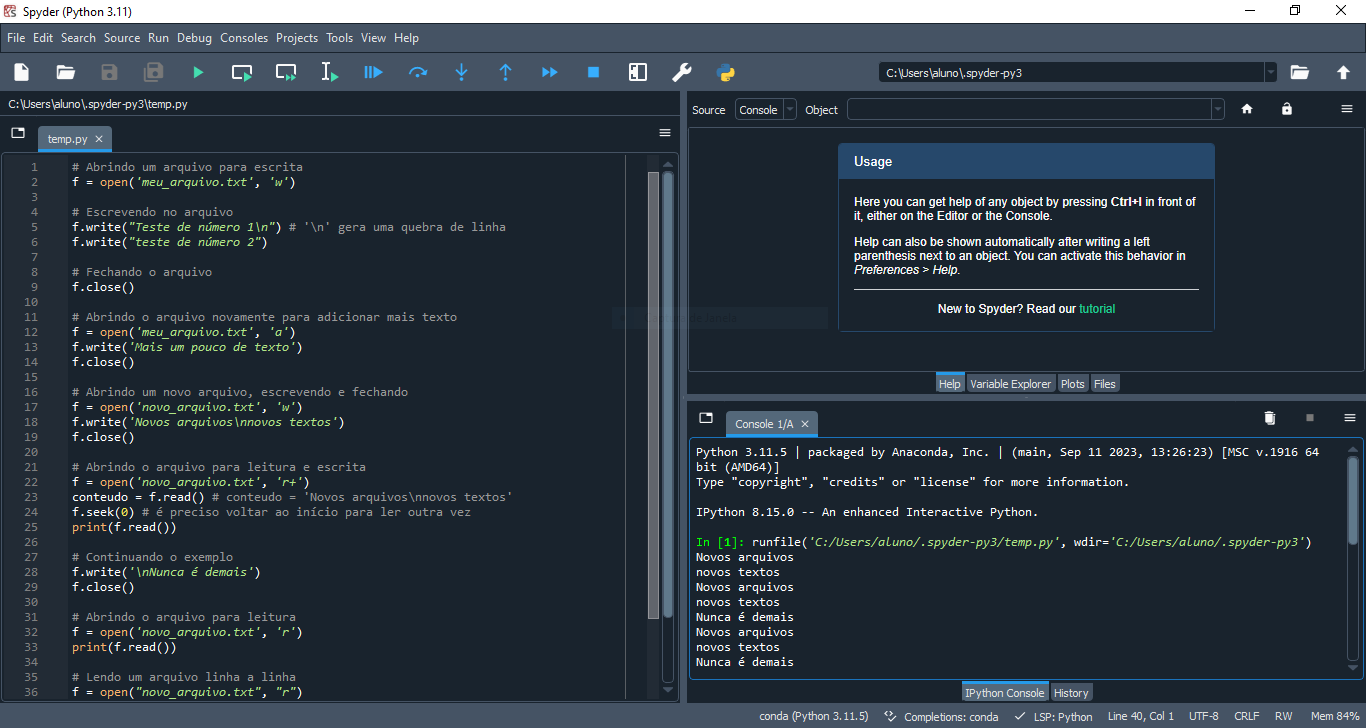 Spyder (Python 3.11)
File Edit Search Source Run Debug Consoles Projects Tools View Help
C:\Users\aluno\.spyder-py3
C:\Users\aluno\.spyder-py3\temp.py
temp.py
1 # Abrindo um arquivo para escrita
2 f = open('meu_arquivo.txt', 'w')
3
4 # Escrevendo no arquivo
5 f.write("Teste de número 1\n") # '\n' gera uma quebra de linha
6 f.write("teste de número 2")
7
8 # Fechando o arquivo
9 f.close()
10
11 # Abrindo o arquivo novamente para adicionar mais texto
12 f = open('meu_arquivo.txt', 'a')
13 f.write('Mais um pouco de texto')
14 f.close()
15
16 # Abrindo um novo arquivo, escrevendo e fechando
17 f = open('novo_arquivo.txt', 'w')
18 f.write('Novos arquivos\nnovos textos')
19 f.close()
20
21 # Abrindo o arquivo para leitura e escrita
22 f = open('novo_arquivo.txt', 'r+')
23 conteudo = f.read() # conteudo = 'Novos arquivos\nnovos textos'
24 f.seek(0) # é preciso voltar ao início para ler outra vez
25 print(f.read())
26
27 # Continuando o exemplo
28 f.write('\nNunca é demais')
29 f.close()
30
31 # Abrindo o arquivo para leitura
32 f = open('novo_arquivo.txt', 'r')
33 print(f.read())
34
35 # Lendo um arquivo linha a linha
36 f = open("novo_arquivo.txt", "r")
Source Console Object
Usage
Here you can get help of any object by pressing Ctrl+I in front of
it, either on the Editor or the Console.
Help can also be shown automatically after writing a left
parenthesis next to an object. You can activate this behavior in
Preferences > Help.
New to Spyder? Read our tutorial
Help Variable Explorer Plots Files
Console 1/A
Python 3.11.5 | packaged by Anaconda, Inc. | (main, Sep 11 2023, 13:26:23) [MSC v.1916 64
bit (AMD64)]
Type "copyright", "credits" or "license" for more information.
IPython 8.15.0 -- An enhanced Interactive Python.
In [1]: runfile('C:/Users/aluno/.spyder-py3/temp.py', wdir='C:/Users/aluno/.spyder-py3')
Novos arquivos
novos textos
Novos arquivos
novos textos
Nunca é demais
Novos arquivos
novos textos
Nunca é demais
IPython Console History
conda (Python 3.11.5) Completions: conda LSP: Python Line 40, Col 1 UTF-8 CRLF RW Mem 84%